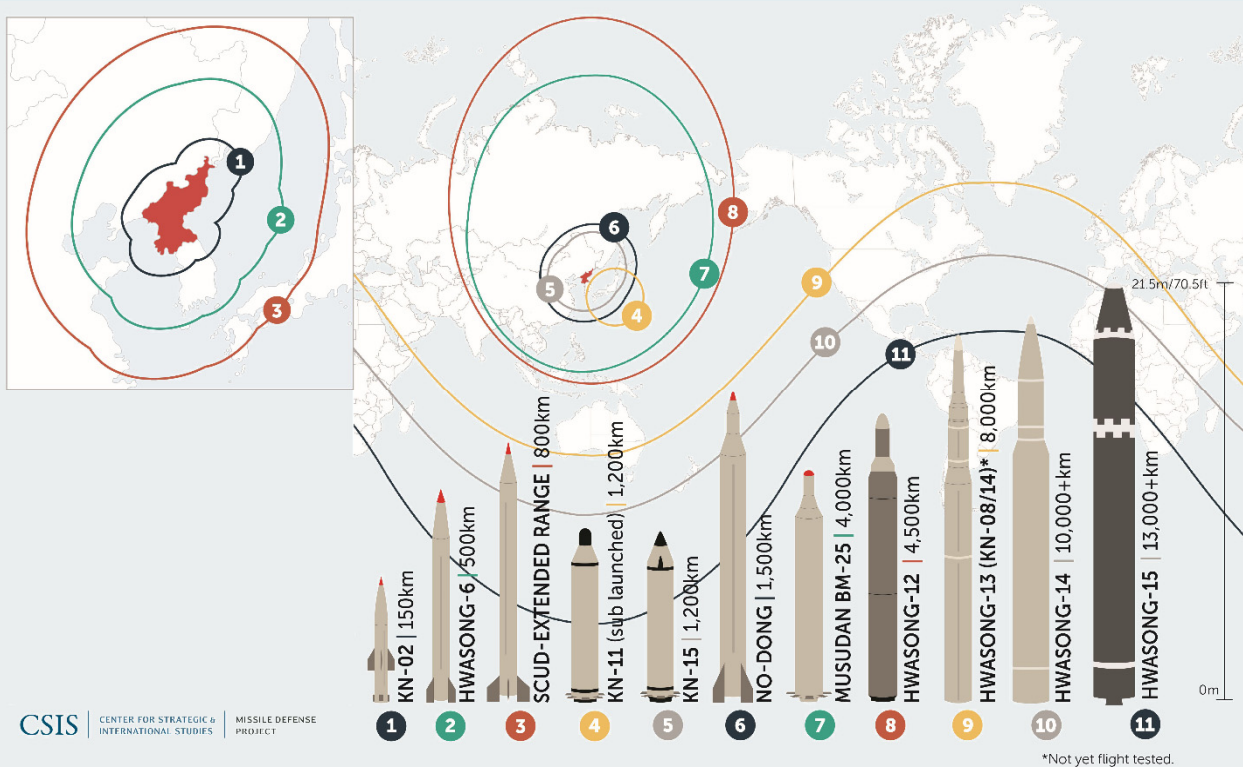 1
2
3
6
5
4
8
7
9
10
11
21.5m/70.5ft
0m
KN-02 | 150km
HWASONG-6 | 500km
SCUD-EXTENDED RANGE | 800km
KN-11 (sub launched) | 1,200km
KN-15 | 1,200km
NO-DONG | 1,500km
MUSUDAN BM-25 | 4,000km
HWASONG-12 | 4,500km
HWASONG-13 (KN-08/14)* | 8,000km
HWASONG-14 | 10,000+km
HWASONG-15 | 13,000+km
1 2 3 4 5 6 7 8 9 10 11
CSIS | CENTER FOR STRATEGIC & | MISSILE DEFENSE
INTERNATIONAL STUDIES | PROJECT
*Not yet flight tested.